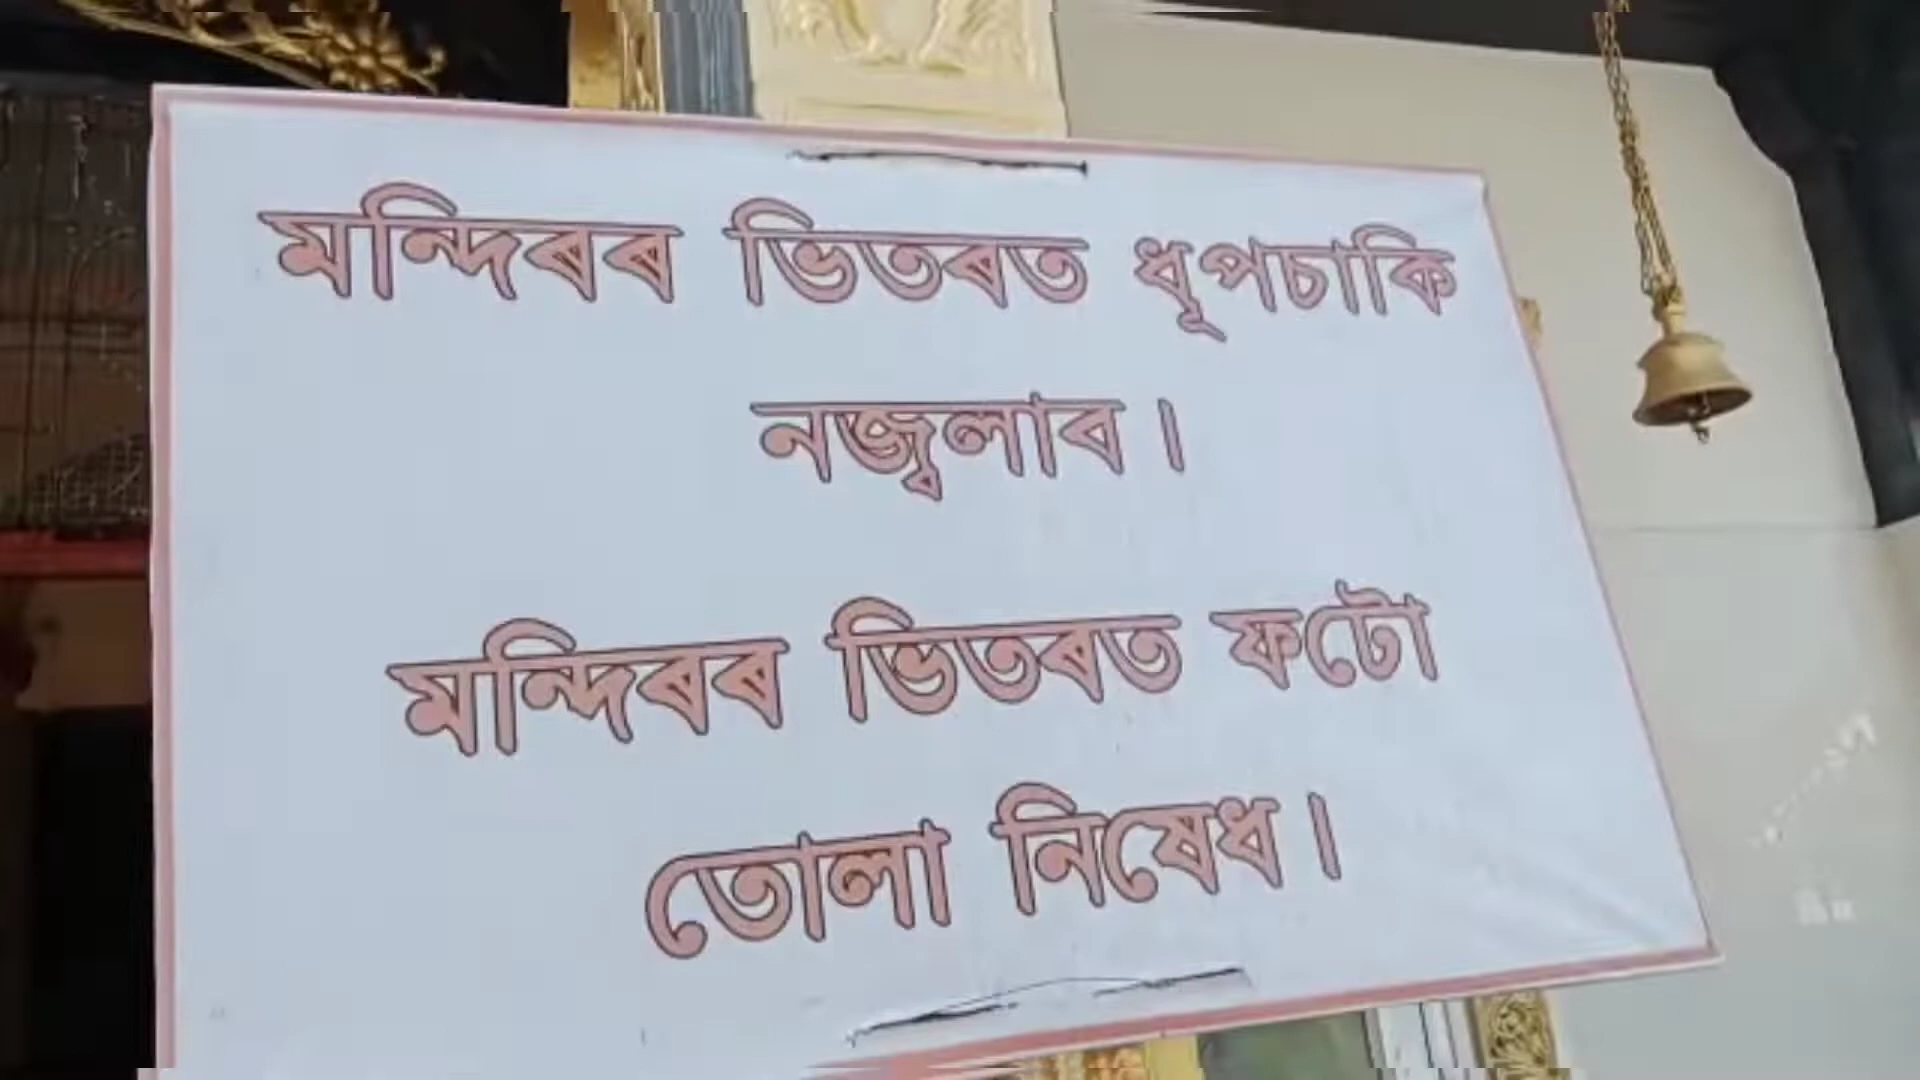 মন্দিৰৰ ভিতৰত ধূপচাকি
নজ্বলাব।
মন্দিৰৰ ভিতৰত ফটো
তোলা নিষেধ।